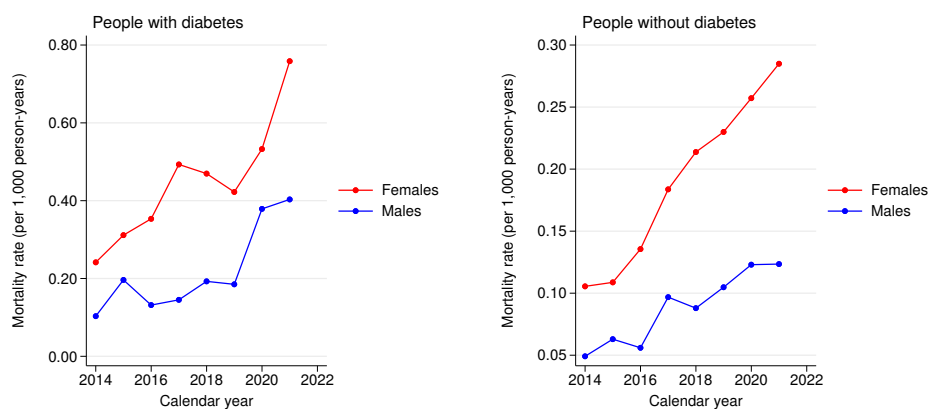 People with diabetes
Mortality rate (per 1,000 person-years)
0.80
0.60
0.40
0.20
0.00
2014 2016 2018 2020 2022
Calendar year
Females
Males
People without diabetes
Mortality rate (per 1,000 person-years)
0.30
0.25
0.20
0.15
0.10
0.05
2014 2016 2018 2020 2022
Calendar year
Females
Males